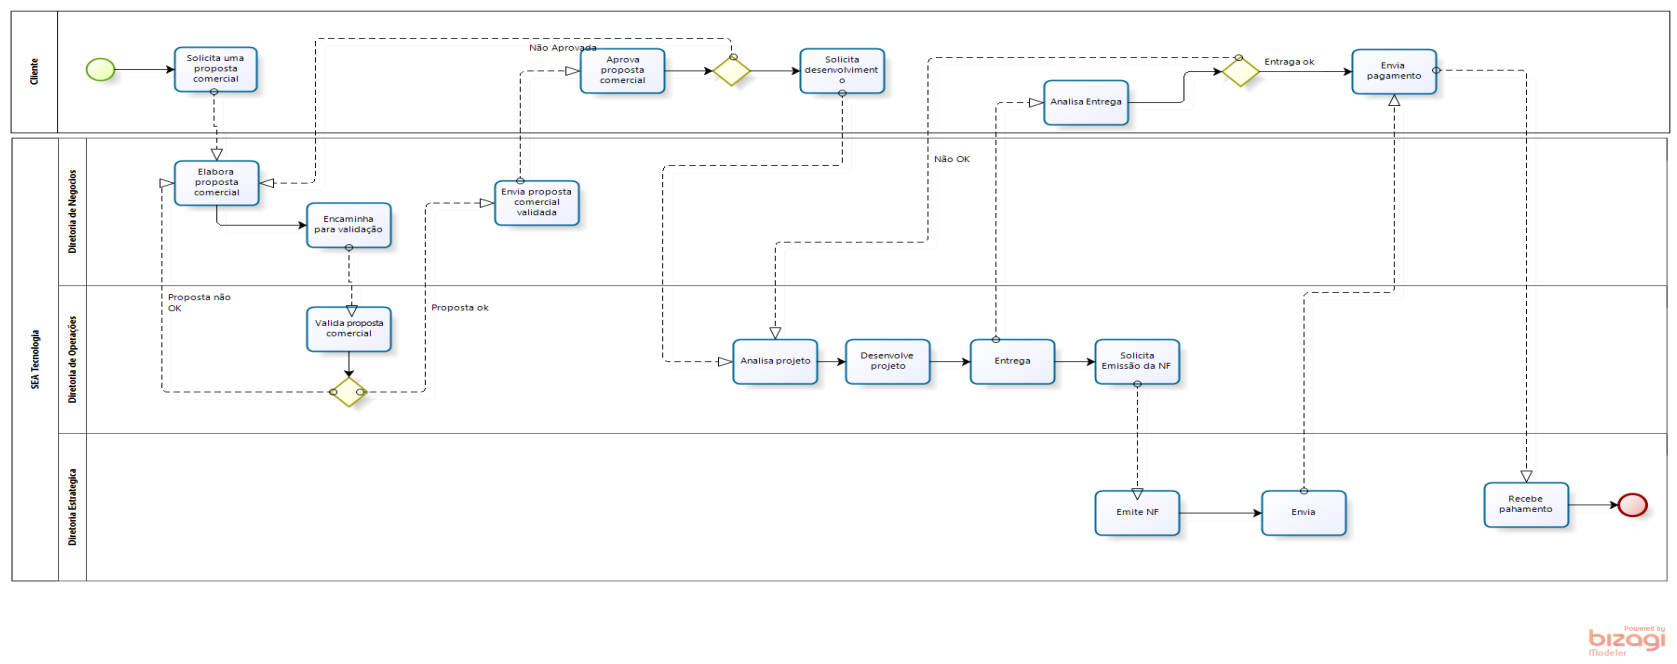 Cliente
Solicita uma
proposta
comercial
Não Aprovada
Aprova
proposta
comercial
Solicita
desenvolviment
o
Analisa Entrega
Entraga ok
Envia
pagamento
SEA Tecnologia
Diretoria de Negocios
Elabora
proposta
comercial
Encaminha
para validação
Envia proposta
comercial
validada
Não OK
Diretoria de Operações
Proposta não
OK
Proposta ok
Valida proposta
comercial
Analisa projeto
Desenvolve
projeto
Entrega
Solicita
Emissão da NF
Diretoria Estrategica
Emite NF
Envia
Recebe
pahamento
Powered by
bizagi
Modeler